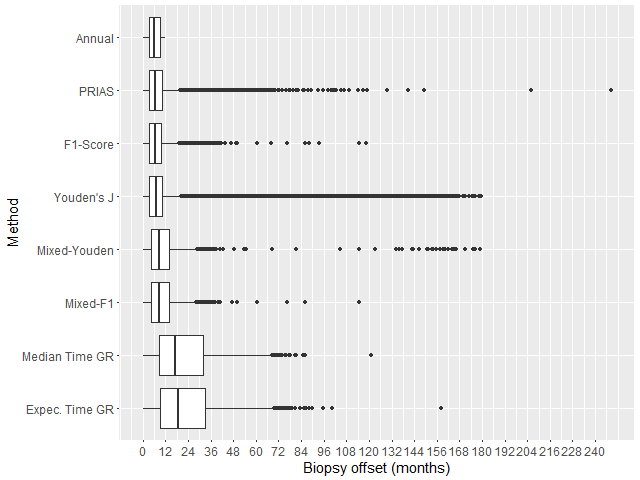 Method
Annual
PRIAS
F1-Score
Youden's J
Mixed-Youden
Mixed-F1
Median Time GR
Expec. Time GR
0 12 24 36 48 60 72 84 96 108 120 132 144 156 168 180 192 204 216 228 240
Biopsy offset (months)